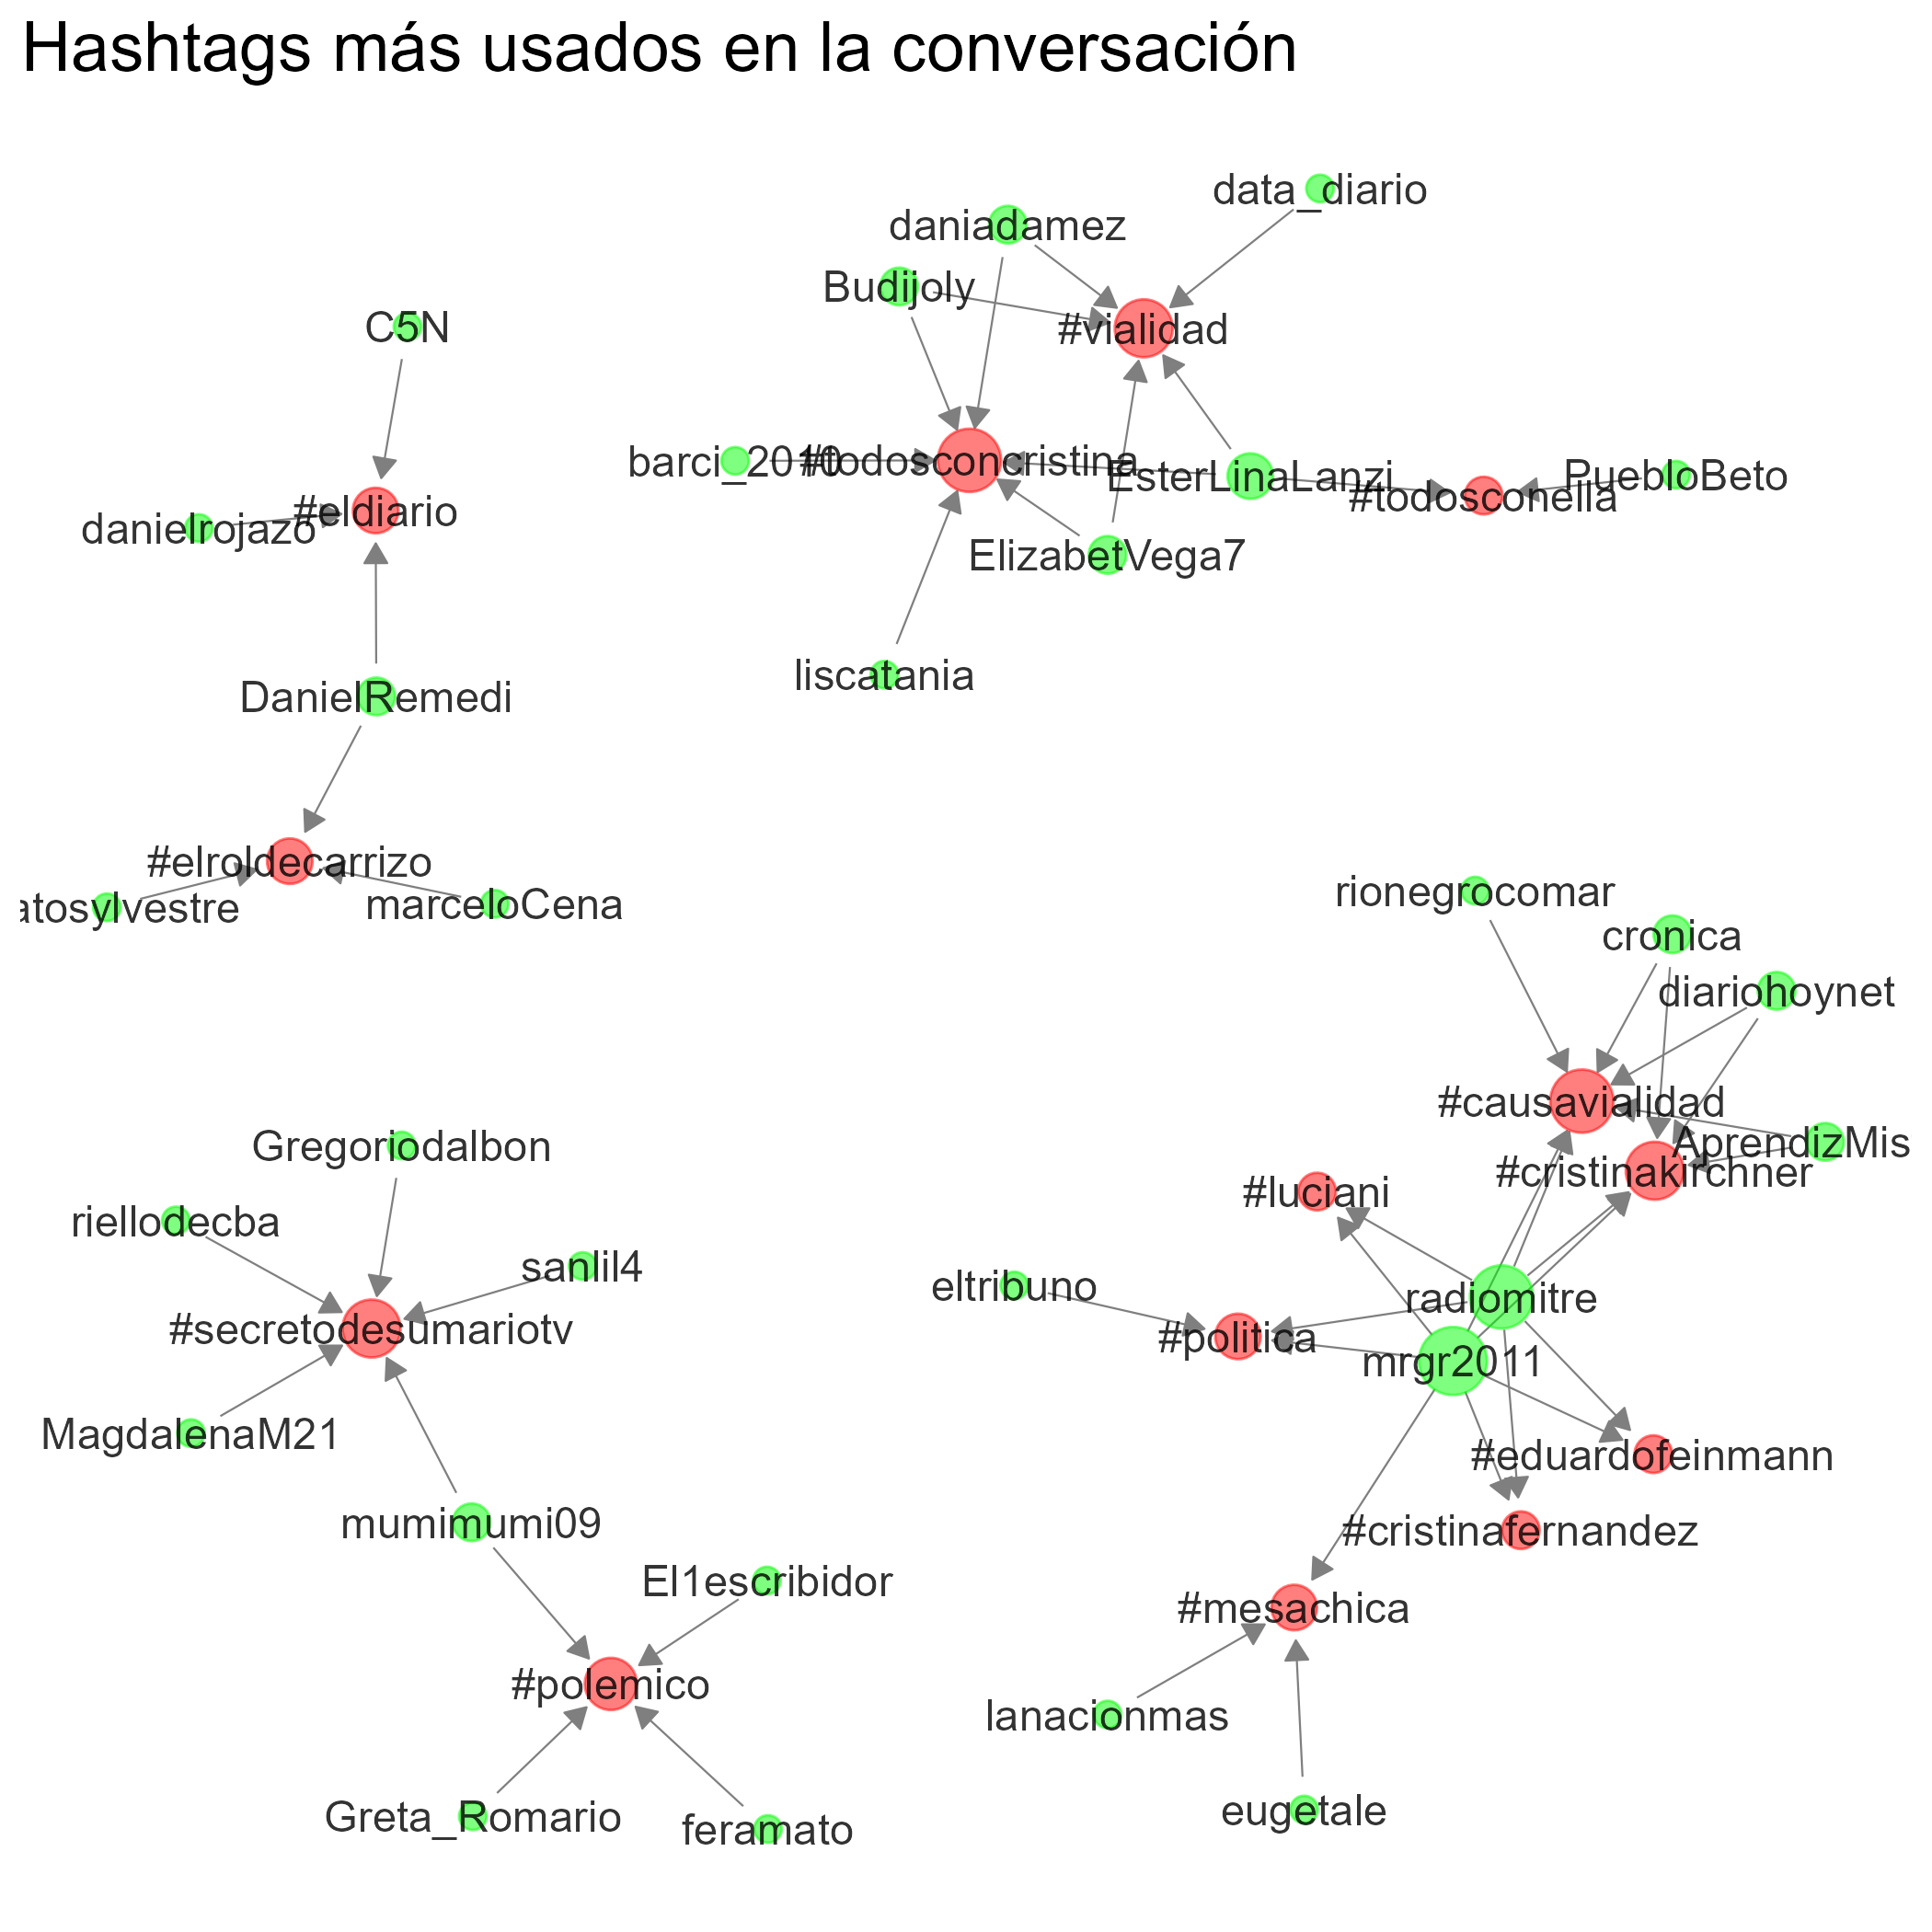 Hashtags más usados en la conversación
data_diario
daniadamez
Budijoly
C5N
#vialidad
barci_2010
#todosconcristina
EsterLinaLanzi
PuebloBeto
#todosconella
#eldiario
danielrojazo
ElizabetVega7
liscatania
DanielRemedi
#elroldecarrizo
atosylvestre
marceloCena
rionegrocomar
cronica
diariohoynet
#causavialidad
AprendizMis
#cristinakirchner
Gregoriodalbon
#luciani
riellodecba
sanlil4
eltribuno
radiomitre
#secretodesumariotv
#politica
mrgr2011
MagdalenaM21
#eduardofeinmann
mumimumi09
#cristinafernandez
El1escribidor
#mesachica
#polemico
lanacionmas
Greta_Romario
feramato
eugetale